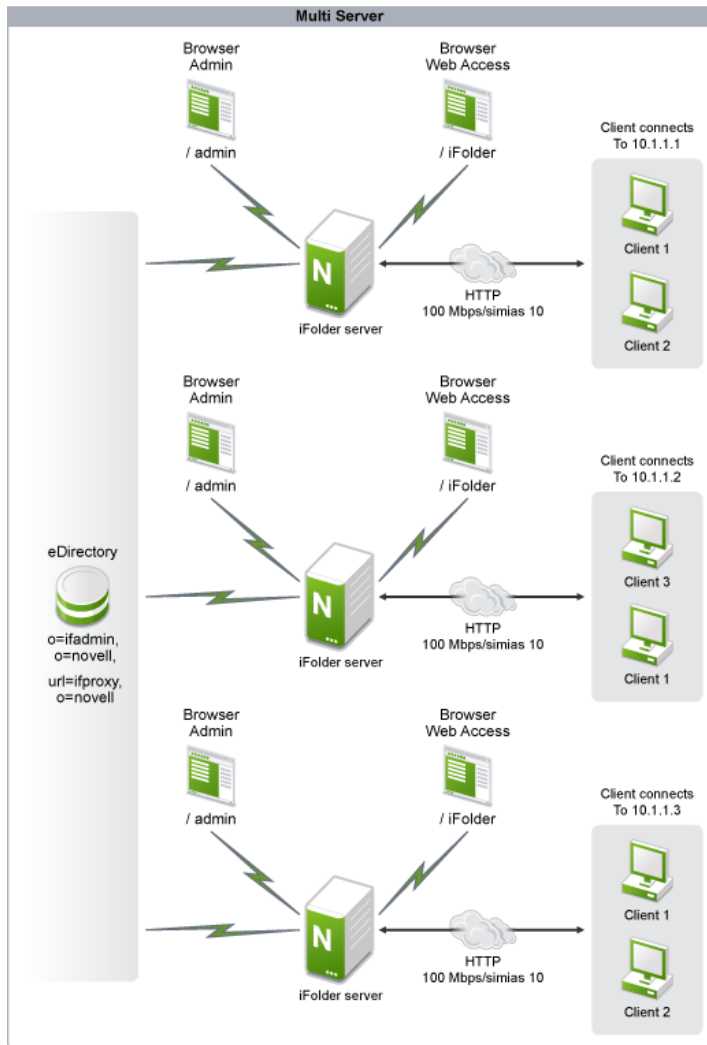 Multi Server
Browser
Admin
/ admin
Browser
Web Access
/ iFolder
Client connects
To 10.1.1.1
Client 1
Client 2
N
iFolder server
HTTP
100 Mbps/simias 10
Browser
Admin
/ admin
Browser
Web Access
/ iFolder
Client connects
To 10.1.1.2
Client 3
Client 1
N
iFolder server
HTTP
100 Mbps/simias 10
eDirectory
o=ifadmin,
o=novell,
url=ifproxy,
o=novell
Browser
Admin
/ admin
Browser
Web Access
/ iFolder
Client connects
To 10.1.1.3
Client 1
Client 2
N
iFolder server
HTTP
100 Mbps/simias 10